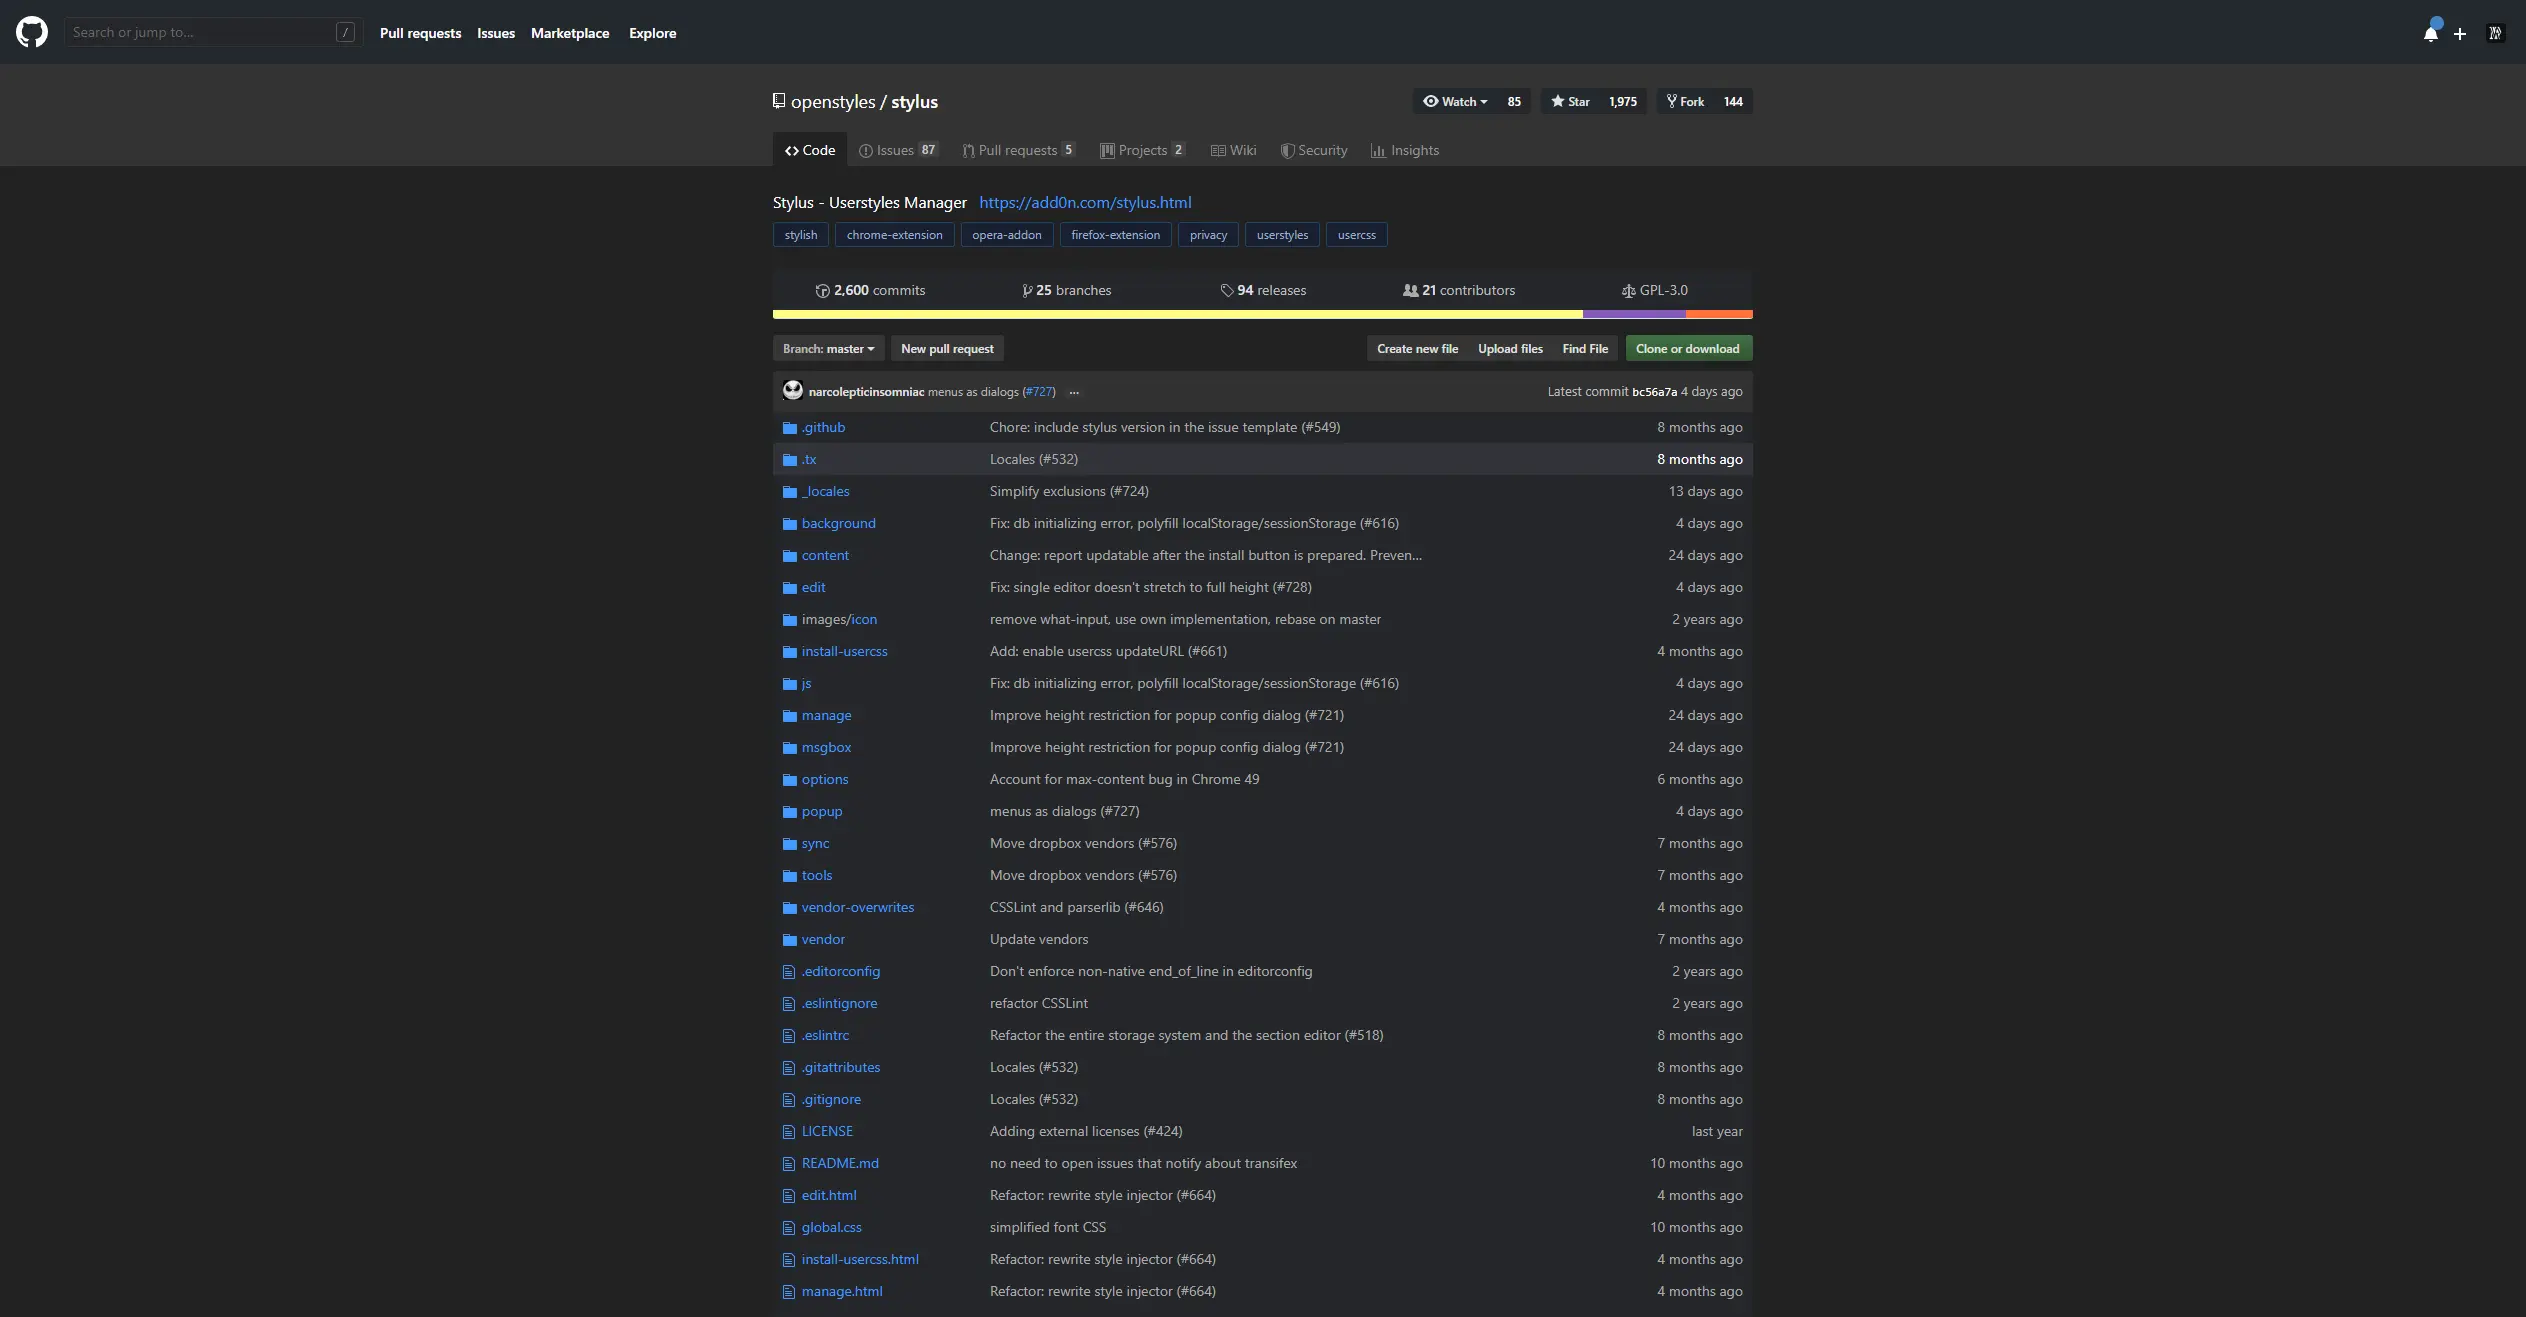 Search or jump to... / Pull requests Issues Marketplace Explore
openstyles / stylus Watch 85 Star 1,975 Fork 144
Code Issues 87 Pull requests 5 Projects 2 Wiki Security Insights
Stylus - Userstyles Manager https://add0n.com/stylus.html
stylish chrome-extension opera-addon firefox-extension privacy userstyles usercss
2,600 commits 25 branches 94 releases 21 contributors GPL-3.0
Branch: master New pull request Create new file Upload files Find File Clone or download
narcolepticinsomniac menus as dialogs (#727) ... Latest commit bc56a7a 4 days ago
.github Chore: include stylus version in the issue template (#549) 8 months ago
.tx Locales (#532) 8 months ago
_locales Simplify exclusions (#724) 13 days ago
background Fix: db initializing error, polyfill localStorage/sessionStorage (#616) 4 days ago
content Change: report updatable after the install button is prepared. Preven... 24 days ago
edit Fix: single editor doesn't stretch to full height (#728) 4 days ago
images/icon remove what-input, use own implementation, rebase on master 2 years ago
install-usercss Add: enable usercss updateURL (#661) 4 months ago
js Fix: db initializing error, polyfill localStorage/sessionStorage (#616) 4 days ago
manage Improve height restriction for popup config dialog (#721) 24 days ago
msgbox Improve height restriction for popup config dialog (#721) 24 days ago
options Account for max-content bug in Chrome 49 6 months ago
popup menus as dialogs (#727) 4 days ago
sync Move dropbox vendors (#576) 7 months ago
tools Move dropbox vendors (#576) 7 months ago
vendor-overwrites CSSLint and parserlib (#646) 4 months ago
vendor Update vendors 7 months ago
.editorconfig Don't enforce non-native end_of_line in editorconfig 2 years ago
.eslintignore refactor CSSLint 2 years ago
.eslintrc Refactor the entire storage system and the section editor (#518) 8 months ago
.gitattributes Locales (#532) 8 months ago
.gitignore Locales (#532) 8 months ago
LICENSE Adding external licenses (#424) last year
README.md no need to open issues that notify about transifex 10 months ago
edit.html Refactor: rewrite style injector (#664) 4 months ago
global.css simplified font CSS 10 months ago
install-usercss.html Refactor: rewrite style injector (#664) 4 months ago
manage.html Refactor: rewrite style injector (#664) 4 months ago